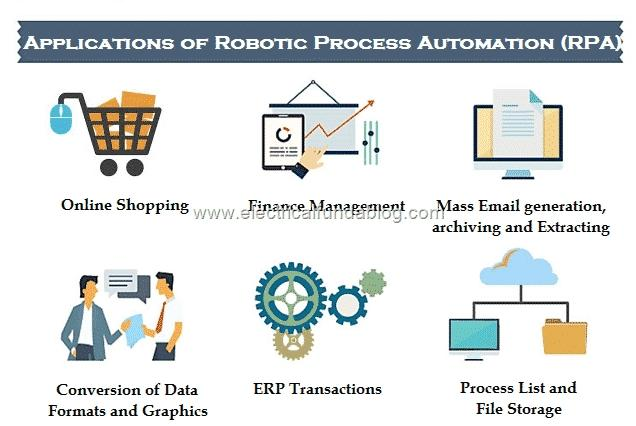 Applications of Robotic Process Automation (RPA)
Online Shopping
Finance Management
Mass Email generation,
archiving and Extracting
www.electricalfundablog.com
Conversion of Data
Formats and Graphics
ERP Transactions
Process List and
File Storage